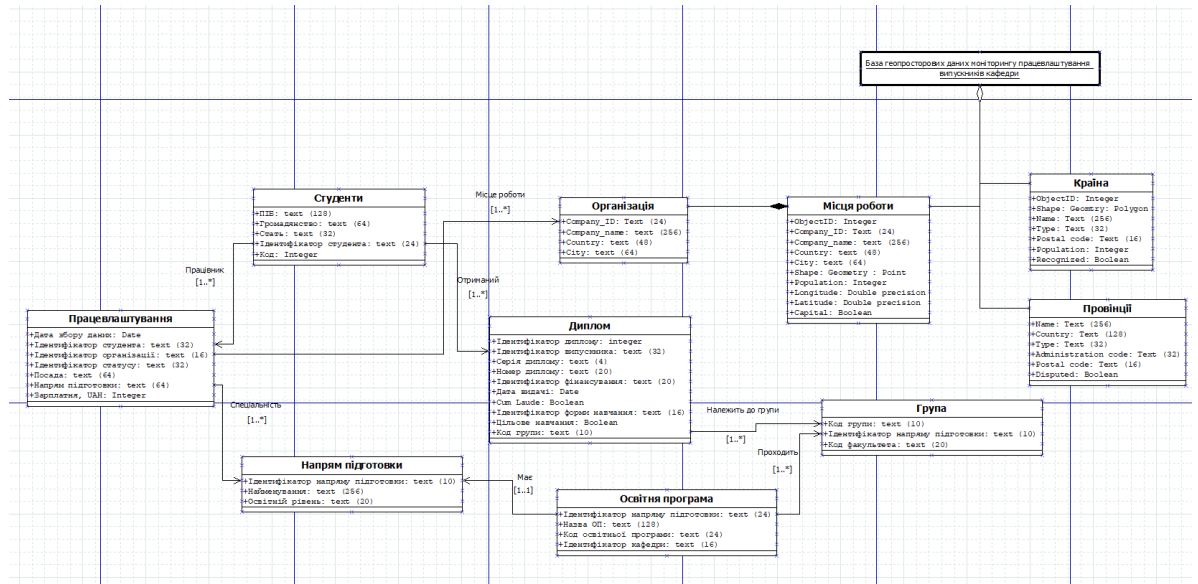 База геопросторових даних моніторингу працевлаштування
випускників кафедри
Студенти
+ПІБ: text (128)
+Громадянство: text (64)
+Стать: text (32)
+Ідентифікатор студента: text (24)
+Код: Integer
Місце роботи
[1..*]
Організація
+Company_ID: Text (24)
+Company_name: text (256)
+Country: text (48)
+City: text (64)
Місця роботи
+ObjectID: Integer
+Company_ID: Text (24)
+Company_name: text (256)
+Country: text (48)
+City: text (64)
+Shape: Geometry : Point
+Population: Integer
+Longitude: Double precision
+Latitude: Double precision
+Capital: Boolean
Країна
+ObjectID: Integer
+Shape: Geometry: Polygon
+Name: Text (256)
+Type: Text (32)
+Postal code: Text (16)
+Population: Integer
+Recognized: Boolean
Працівник
[1..*]
Отриманий
[1..*]
Працевлаштування
+Дата збору даних: Date
+Ідентифікатор студента: text (32)
+Ідентифікатор організації: text (16)
+Ідентифікатор статусу: text (32)
+Посада: text (64)
+Напрям підготовки: text (64)
+Зарплатня, UAH: Integer
Диплом
+Ідентифікатор диплому: integer
+Ідентифікатор випускника: text (32)
+Серія диплому: text (4)
+Номер диплому: text (20)
+Ідентифікатор фінансування: text (20)
+Дата видачі: Date
+Cum Laude: Boolean
+Ідентифікатор форми навчання: text (16)
+Цільове навчання: Boolean
+Код групи: text (10)
Провінції
+Name: Text (256)
+Country: Text (128)
+Type: Text (32)
+Administration code: Text (32)
+Postal code: Text (16)
+Disputed: Boolean
Спеціальність
[1..*]
Належить до групи
[1..*]
Група
+Код групи: text (10)
+Ідентифікатор напряму підготовки: text (10)
+Код факультета: text (20)
Проходить
[1..*]
Напрям підготовки
+Ідентифікатор напряму підготовки: text (10)
+Найменування: text (256)
+Освітній рівень: text (20)
Має
[1..1]
Освітня програма
+Ідентифікатор напряму підготовки: text (24)
+Назва ОП: text (128)
+Код освітньої програми: text (24)
+Ідентифікатор кафедри: text (16)